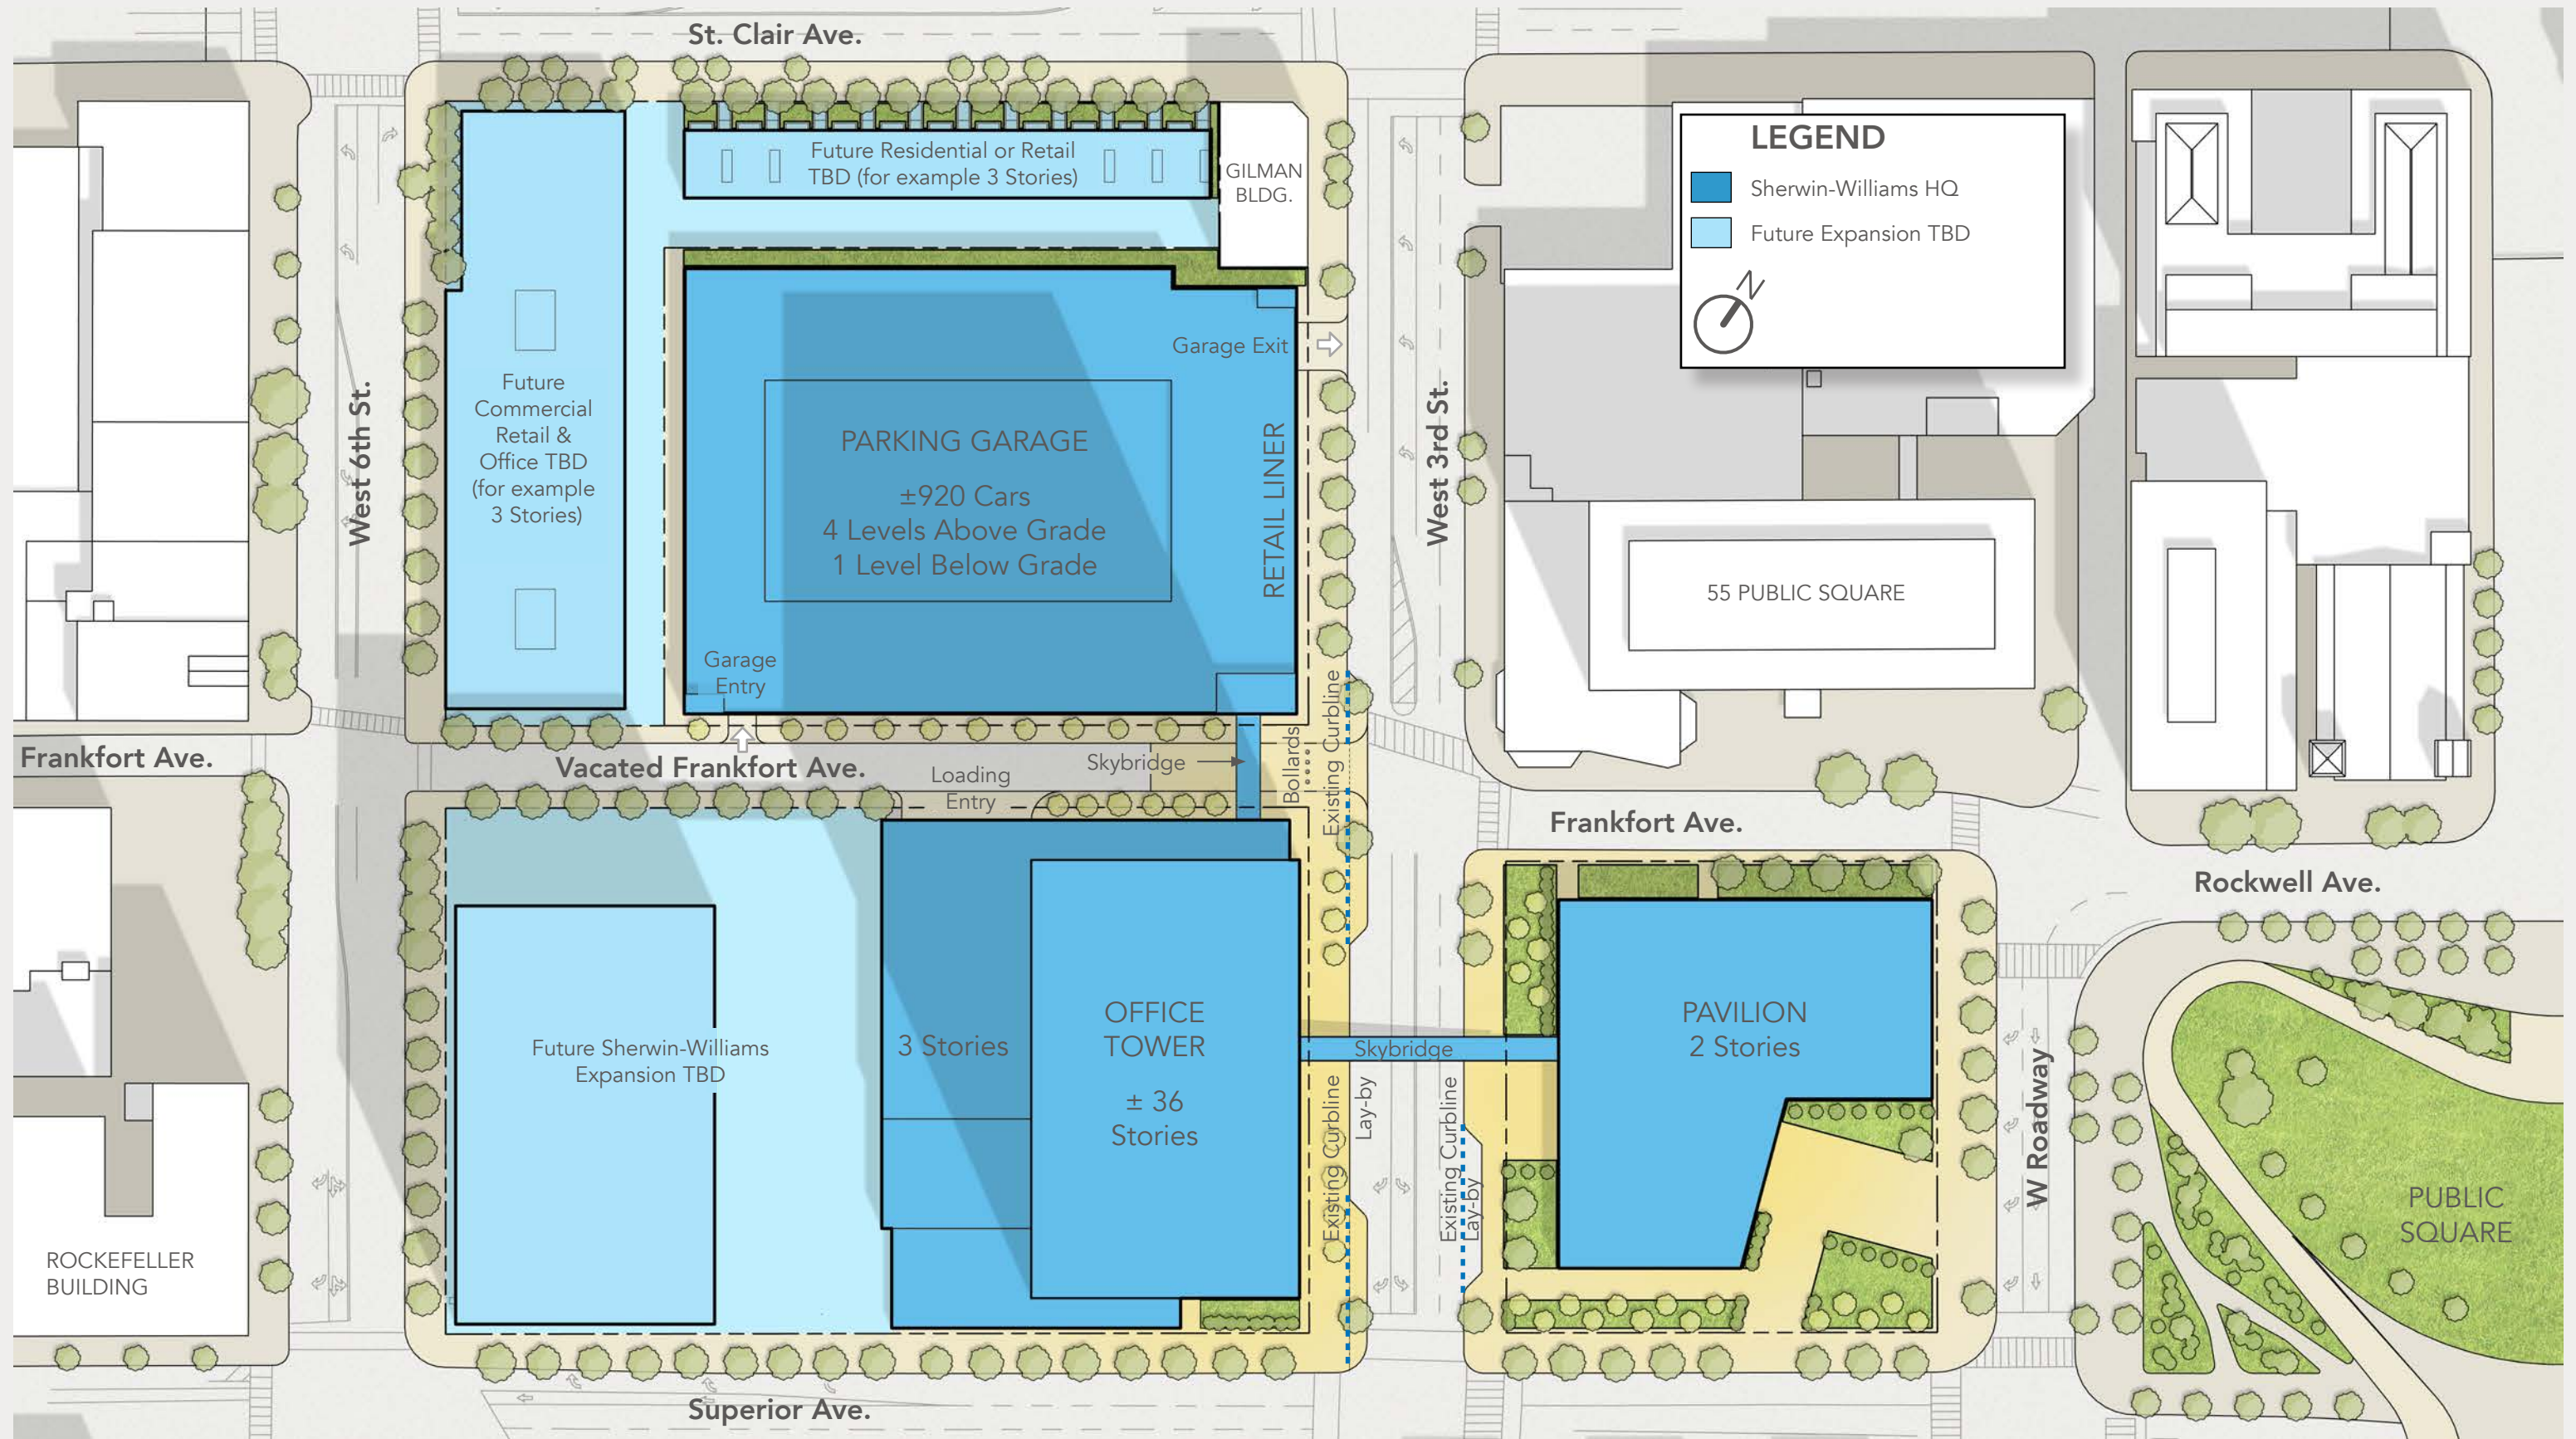 St. Clair Ave.
LEGEND
Sherwin-Williams HQ
Future Expansion TBD
N
Future Residential or Retail
TBD (for example 3 Stories)
GILMAN
BLDG.
Garage Exit
West 6th St.
Future
Commercial
Retail &
Office TBD
(for example
3 Stories)
PARKING GARAGE
±920 Cars
4 Levels Above Grade
1 Level Below Grade
RETAIL LINER
West 3rd St.
55 PUBLIC SQUARE
Garage
Entry
Frankfort Ave.
Vacated Frankfort Ave.
Loading
Entry
Skybridge
Bollards
Existing Curbline
Frankfort Ave.
Rockwell Ave.
Future Sherwin-Williams
Expansion TBD
3 Stories
OFFICE
TOWER
± 36
Stories
Skybridge
PAVILION
2 Stories
Existing Curbline
Lay-by
Existing Curbline
Lay-by
W Roadway
PUBLIC
SQUARE
ROCKEFELLER
BUILDING
Superior Ave.